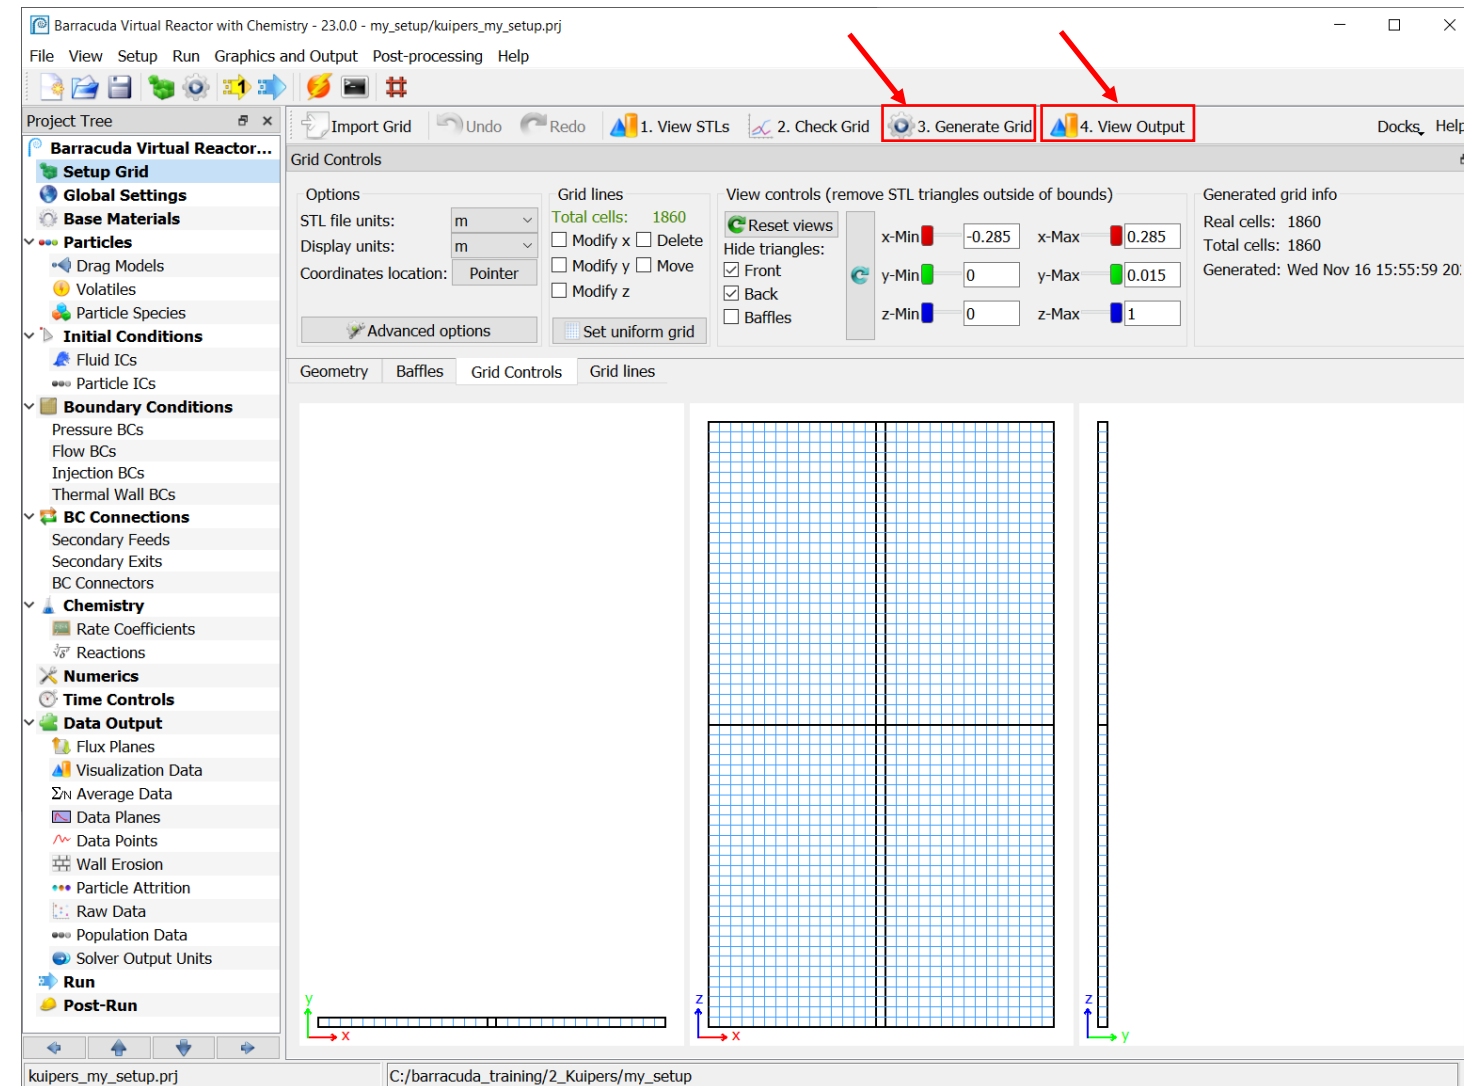 Barracuda Virtual Reactor with Chemistry - 23.0.0 - my_setup/kuipers_my_setup.prj
File View Setup Run Graphics and Output Post-processing Help
Project Tree
Import Grid Undo Redo 1. View STLs 2. Check Grid 3. Generate Grid 4. View Output Docks Help
Barracuda Virtual Reactor...
Setup Grid
Global Settings
Base Materials
Particles
Drag Models
Volatiles
Particle Species
Initial Conditions
Fluid ICs
Particle ICs
Boundary Conditions
Pressure BCs
Flow BCs
Injection BCs
Thermal Wall BCs
BC Connections
Secondary Feeds
Secondary Exits
BC Connectors
Chemistry
Rate Coefficients
Reactions
Numerics
Time Controls
Data Output
Flux Planes
Visualization Data
Average Data
Data Planes
Data Points
Wall Erosion
Particle Attrition
Raw Data
Population Data
Solver Output Units
Run
Post-Run
Grid Controls
Options
STL file units: m
Display units: m
Coordinates location: Pointer
Advanced options
Grid lines
Total cells: 1860
Modify x Delete
Modify y Move
Modify z
Set uniform grid
View controls (remove STL triangles outside of bounds)
Reset views
Hide triangles:
Front
Back
Baffles
x-Min -0.285 x-Max 0.285
y-Min 0 y-Max 0.015
z-Min 0 z-Max 1
Generated grid info
Real cells: 1860
Total cells: 1860
Generated: Wed Nov 16 15:55:59
Geometry Baffles Grid Controls Grid lines
y
x
z
x
z
y
kuipers_my_setup.prj
C:/barracuda_training/2_Kuipers/my_setup